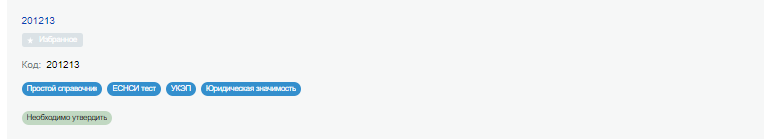 201213
★ Избранное
Код: 201213
Простой справочник ЕСНСИ тест УКЭП Юридическая значимость
Необходимо утвердить